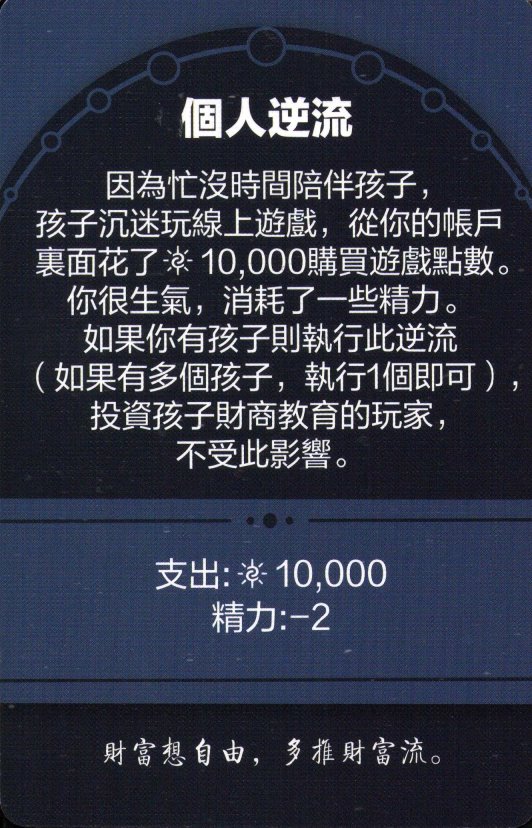 個人逆流
因為忙沒時間陪伴孩子，
孩子沉迷玩線上遊戲，從你的帳戶
裏面花了 10,000購買遊戲點數。
你很生氣，消耗了一些精力。
如果你有孩子則執行此逆流
（如果有多個孩子，執行1個即可），
投資孩子財商教育的玩家，
不受此影響。
支出: 10,000
精力:−2
財富想自由，多推財富流。